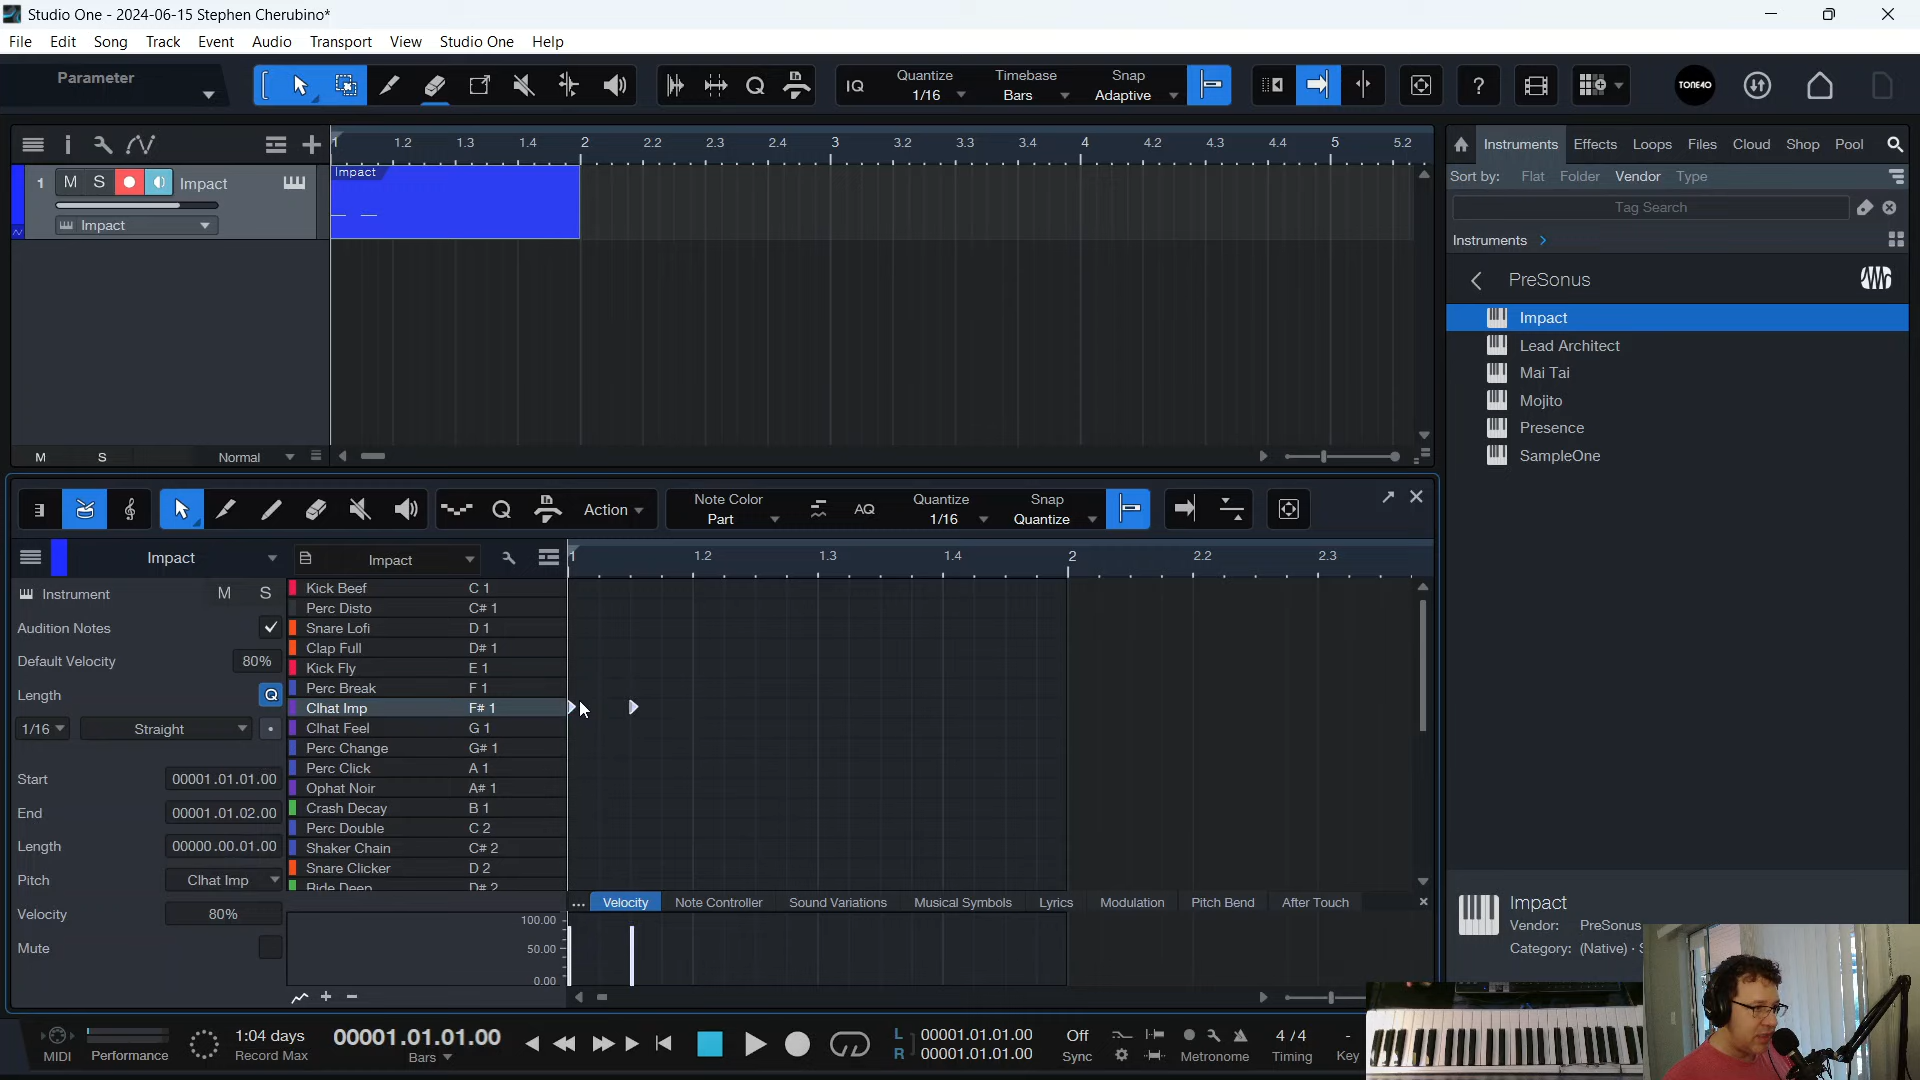 Studio One - 2024-06-15 Stephen Cherubino*
File Edit Song Track Event Audio Transport View Studio One Help
Parameter
IQ
Quantize
1/16
Timebase
Bars
Snap
Adaptive
?
TONE40
1 1.2 1.3 1.4 2 2.2 2.3 2.4 3 3.2 3.3 3.4 4 4.2 4.3 4.4 5 5.2
1 M S Impact
Impact
Impact
M S Normal
Instruments Effects Loops Files Cloud Shop Pool
Sort by: Flat Folder Vendor Type
Tag Search
Instruments
PreSonus
Impact
Lead Architect
Mai Tai
Mojito
Presence
SampleOne
Impact
Vendor: PreSonus
Category: (Native)
Action
Note Color
Part
AQ
Quantize
1/16
Snap
Quantize
Impact
Impact
1 1.2 1.3 1.4 2 2.2 2.3
Instrument M S
Audition Notes
Default Velocity 80%
Length Q
1/16 Straight
Start 00001.01.01.00
End 00001.01.02.00
Length 00000.00.01.00
Pitch Clhat Imp
Velocity 80%
Mute
Kick Beef C 1
Perc Disto C# 1
Snare Lofi D 1
Clap Full D# 1
Kick Fly E 1
Perc Break F 1
Clhat Imp F# 1
Clhat Feel G 1
Perc Change G# 1
Perc Click A 1
Ophat Noir A# 1
Crash Decay B 1
Perc Double C 2
Shaker Chain C# 2
Snare Clicker D 2
Ride Deep D# 2
... Velocity Note Controller Sound Variations Musical Symbols Lyrics Modulation Pitch Bend After Touch
100.00
50.00
0.00
MIDI
Performance
1:04 days
Record Max
00001.01.01.00
Bars
L 00001.01.01.00
R 00001.01.01.00
Off
Sync
Metronome
4 / 4
Timing
-
Key